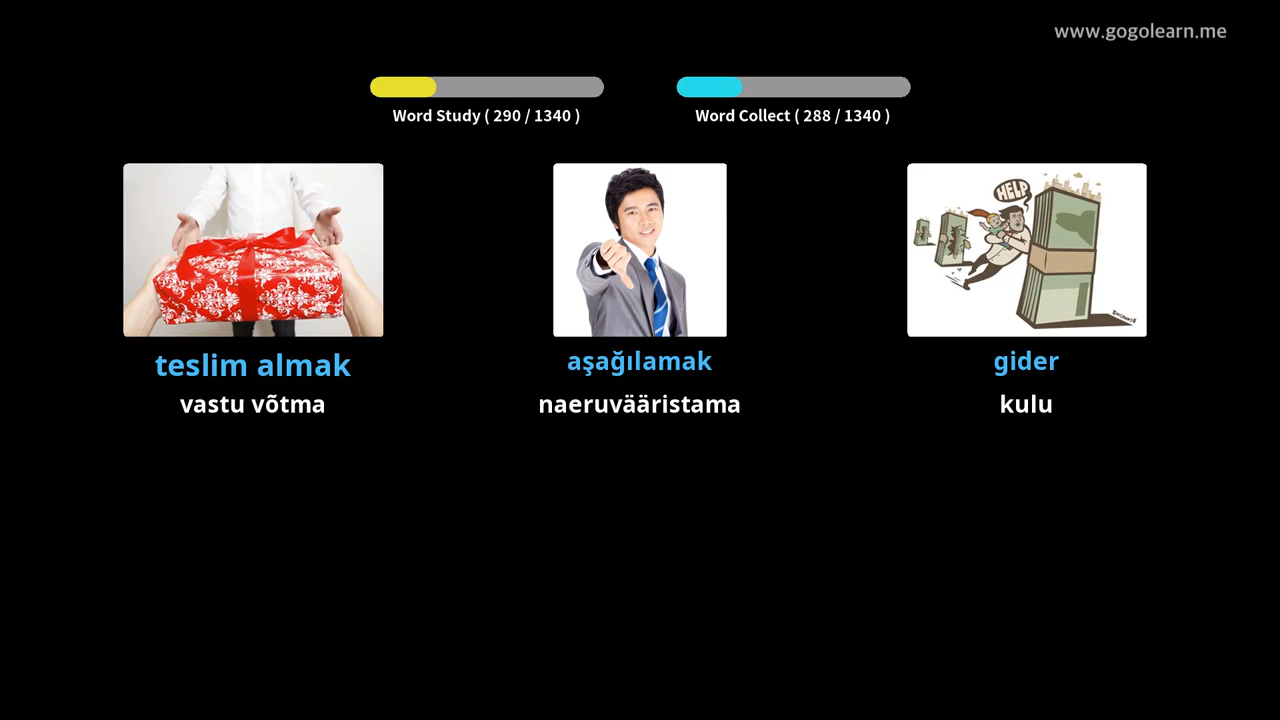 www.gogolearn.me
Word Study ( 290 / 1340 )
Word Collect ( 288 / 1340 )
HELP
teslim almak
aşağılamak
gider
vastu võtma
naeruvääristama
kulu